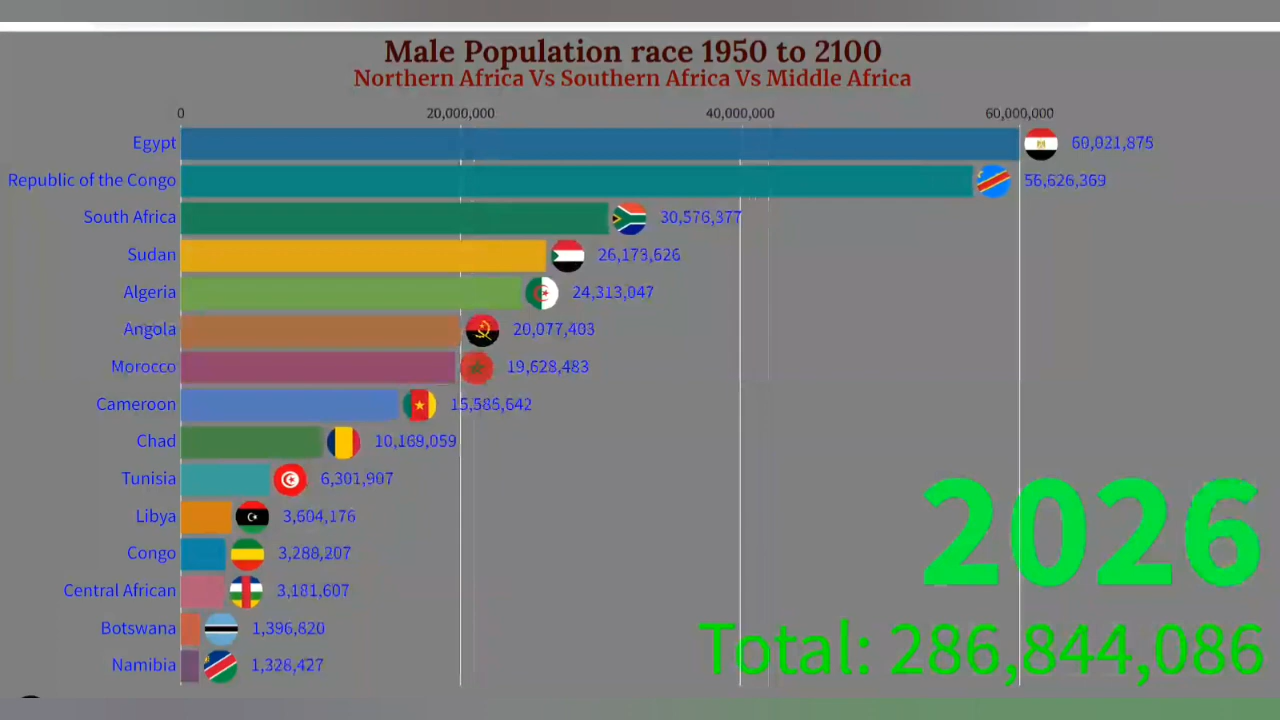 Male Population race 1950 to 2100
Northern Africa Vs Southern Africa Vs Middle Africa
0 20,000,000 40,000,000 60,000,000
Egypt 60,021,875
Republic of the Congo 56,626,369
South Africa 30,576,377
Sudan 26,173,626
Algeria 24,313,047
Angola 20,077,403
Morocco 19,628,483
Cameroon 15,585,642
Chad 10,169,059
Tunisia 6,301,907
Libya 3,604,176
Congo 3,288,207
Central African 3,181,607
Botswana 1,396,820
Namibia 1,328,427
2026
Total: 286,844,086